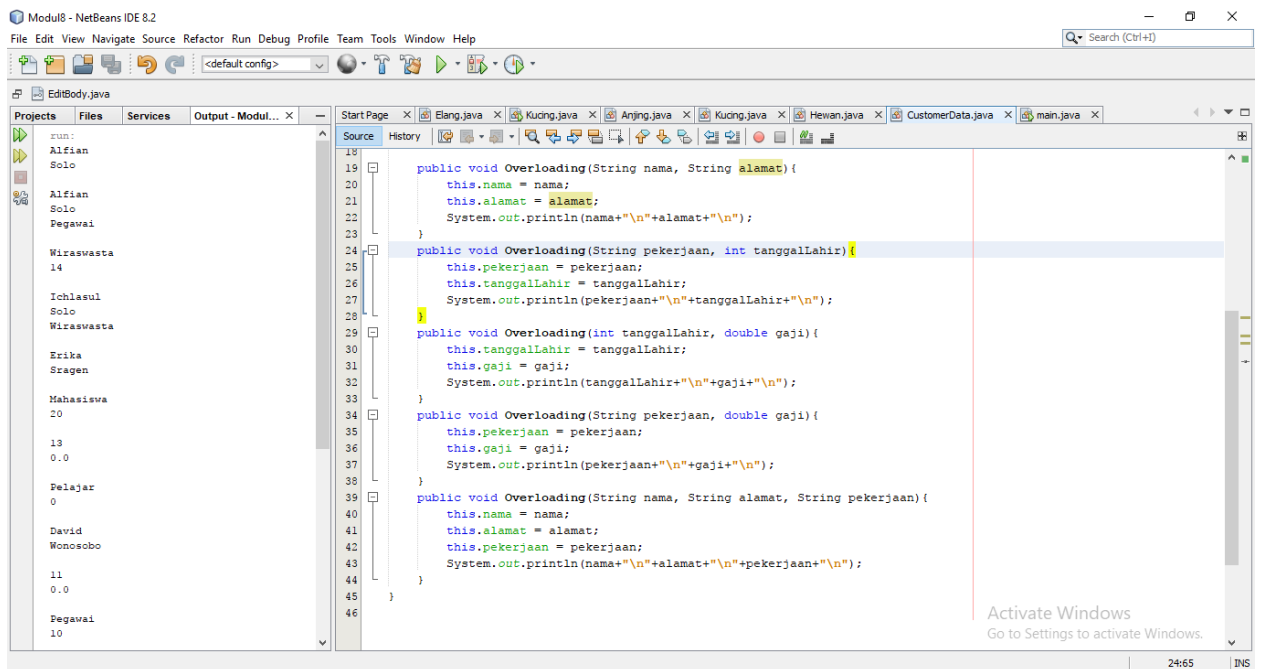 Modul8 - NetBeans IDE 8.2
File Edit View Navigate Source Refactor Run Debug Profile Team Tools Window Help
Search (Ctrl+I)
<default config>
EditBody.java
Projects Files Services Output - Modul...
Start Page Elang.java Kucing.java Anjing.java Kucing.java Hewan.java CustomerData.java main.java
Source History
run:
Alfian
Solo
Alfian
Solo
Pegawai
Wiraswasta
14
Ichlasul
Solo
Wiraswasta
Erika
Sragen
Mahasiswa
20
13
0.0
Pelajar
0
David
Wonosobo
11
0.0
Pegawai
10
18
19 public void Overloading(String nama, String alamat){
20 this.nama = nama;
21 this.alamat = alamat;
22 System.out.println(nama+"\n"+alamat+"\n");
23 }
24 public void Overloading(String pekerjaan, int tanggalLahir){
25 this.pekerjaan = pekerjaan;
26 this.tanggalLahir = tanggalLahir;
27 System.out.println(pekerjaan+"\n"+tanggalLahir+"\n");
28 }
29 public void Overloading(int tanggalLahir, double gaji){
30 this.tanggalLahir = tanggalLahir;
31 this.gaji = gaji;
32 System.out.println(tanggalLahir+"\n"+gaji+"\n");
33 }
34 public void Overloading(String pekerjaan, double gaji){
35 this.pekerjaan = pekerjaan;
36 this.gaji = gaji;
37 System.out.println(pekerjaan+"\n"+gaji+"\n");
38 }
39 public void Overloading(String nama, String alamat, String pekerjaan){
40 this.nama = nama;
41 this.alamat = alamat;
42 this.pekerjaan = pekerjaan;
43 System.out.println(nama+"\n"+alamat+"\n"+pekerjaan+"\n");
44 }
45 }
46
Activate Windows
Go to Settings to activate Windows.
24:65 INS